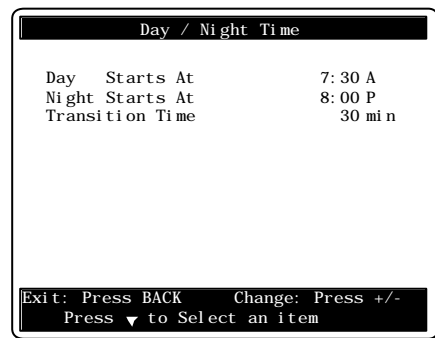 Day / Night Time
Day Starts At 7:30 A
Night Starts At 8:00 P
Transition Time 30 min
Exit: Press BACK Change: Press +/-
Press ▼ to Select an item